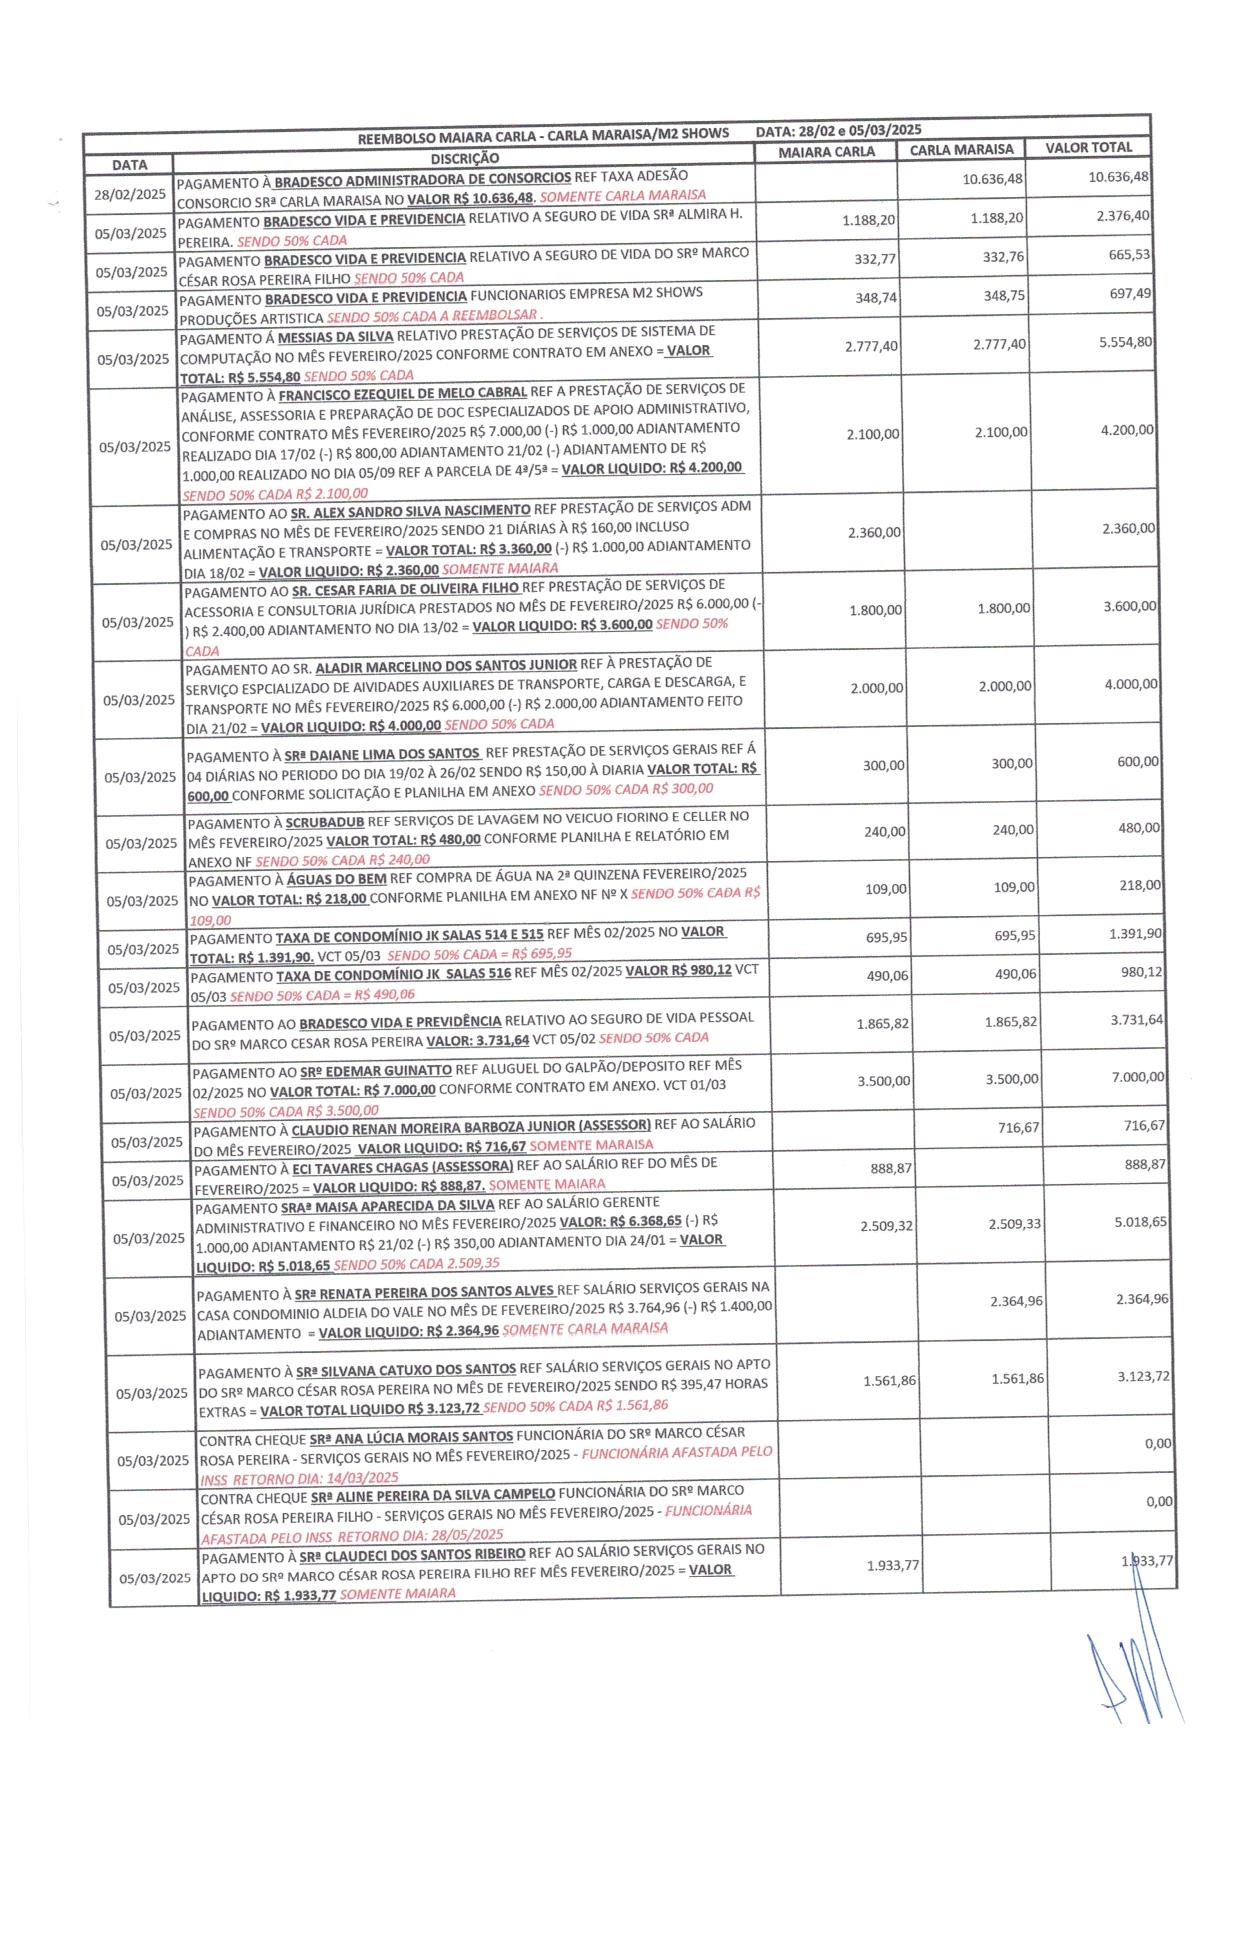 REEMBOLSO MAIARA CARLA - CARLA MARAISA/M2 SHOWS DATA: 28/02 e 05/03/2025
DATA DISCRIÇÃO MAIARA CARLA CARLA MARAISA VALOR TOTAL
28/02/2025 PAGAMENTO À BRADESCO ADMINISTRADORA DE CONSORCIOS REF TAXA ADESÃO
CONSORCIO SRª CARLA MARAISA NO VALOR R$ 10.636,48. SOMENTE CARLA MARAISA 10.636,48 10.636,48
05/03/2025 PAGAMENTO BRADESCO VIDA E PREVIDENCIA RELATIVO A SEGURO DE VIDA SRª ALMIRA H.
PEREIRA. SENDO 50% CADA 1.188,20 1.188,20 2.376,40
05/03/2025 PAGAMENTO BRADESCO VIDA E PREVIDENCIA RELATIVO A SEGURO DE VIDA DO SRº MARCO
CÉSAR ROSA PEREIRA FILHO SENDO 50% CADA 332,77 332,76 665,53
05/03/2025 PAGAMENTO BRADESCO VIDA E PREVIDENCIA FUNCIONARIOS EMPRESA M2 SHOWS
PRODUÇÕES ARTISTICA SENDO 50% CADA A REEMBOLSAR . 348,74 348,75 697,49
05/03/2025 PAGAMENTO Á MESSIAS DA SILVA RELATIVO PRESTAÇÃO DE SERVIÇOS DE SISTEMA DE
COMPUTAÇÃO NO MÊS FEVEREIRO/2025 CONFORME CONTRATO EM ANEXO = VALOR
TOTAL: R$ 5.554,80 SENDO 50% CADA 2.777,40 2.777,40 5.554,80
05/03/2025 PAGAMENTO À FRANCISCO EZEQUIEL DE MELO CABRAL REF A PRESTAÇÃO DE SERVIÇOS DE
ANÁLISE, ASSESSORIA E PREPARAÇÃO DE DOC ESPECIALIZADOS DE APOIO ADMINISTRATIVO,
CONFORME CONTRATO MÊS FEVEREIRO/2025 R$ 7.000,00 (-) R$ 1.000,00 ADIANTAMENTO
REALIZADO DIA 17/02 (-) R$ 800,00 ADIANTAMENTO 21/02 (-) ADIANTAMENTO DE R$
1.000,00 REALIZADO NO DIA 05/09 REF A PARCELA DE 4ª/5ª = VALOR LIQUIDO: R$ 4.200,00
SENDO 50% CADA R$ 2.100,00 2.100,00 2.100,00 4.200,00
05/03/2025 PAGAMENTO AO SR. ALEX SANDRO SILVA NASCIMENTO REF PRESTAÇÃO DE SERVIÇOS ADM
E COMPRAS NO MÊS DE FEVEREIRO/2025 SENDO 21 DIÁRIAS À R$ 160,00 INCLUSO
ALIMENTAÇÃO E TRANSPORTE = VALOR TOTAL: R$ 3.360,00 (-) R$ 1.000,00 ADIANTAMENTO
DIA 18/02 = VALOR LIQUIDO: R$ 2.360,00 SOMENTE MAIARA 2.360,00 2.360,00
05/03/2025 PAGAMENTO AO SR. CESAR FARIA DE OLIVEIRA FILHO REF PRESTAÇÃO DE SERVIÇOS DE
ACESSORIA E CONSULTORIA JURÍDICA PRESTADOS NO MÊS DE FEVEREIRO/2025 R$ 6.000,00 (-
) R$ 2.400,00 ADIANTAMENTO NO DIA 13/02 = VALOR LIQUIDO: R$ 3.600,00 SENDO 50%
CADA 1.800,00 1.800,00 3.600,00
05/03/2025 PAGAMENTO AO SR. ALADIR MARCELINO DOS SANTOS JUNIOR REF À PRESTAÇÃO DE
SERVIÇO ESPCIALIZADO DE AIVIDADES AUXILIARES DE TRANSPORTE, CARGA E DESCARGA, E
TRANSPORTE NO MÊS FEVEREIRO/2025 R$ 6.000,00 (-) R$ 2.000,00 ADIANTAMENTO FEITO
DIA 21/02 = VALOR LIQUIDO: R$ 4.000,00 SENDO 50% CADA 2.000,00 2.000,00 4.000,00
05/03/2025 PAGAMENTO À SRª DAIANE LIMA DOS SANTOS REF PRESTAÇÃO DE SERVIÇOS GERAIS REF Á
04 DIÁRIAS NO PERIODO DO DIA 19/02 À 26/02 SENDO R$ 150,00 À DIARIA VALOR TOTAL: R$
600,00 CONFORME SOLICITAÇÃO E PLANILHA EM ANEXO SENDO 50% CADA R$ 300,00 300,00 300,00 600,00
05/03/2025 PAGAMENTO À SCRUBADUB REF SERVIÇOS DE LAVAGEM NO VEICUO FIORINO E CELLER NO
MÊS FEVEREIRO/2025 VALOR TOTAL: R$ 480,00 CONFORME PLANILHA E RELATÓRIO EM
ANEXO NF SENDO 50% CADA R$ 240,00 240,00 240,00 480,00
05/03/2025 PAGAMENTO À ÁGUAS DO BEM REF COMPRA DE ÁGUA NA 2ª QUINZENA FEVEREIRO/2025
NO VALOR TOTAL: R$ 218,00 CONFORME PLANILHA EM ANEXO NF Nº X SENDO 50% CADA R$
109,00 109,00 109,00 218,00
05/03/2025 PAGAMENTO TAXA DE CONDOMÍNIO JK SALAS 514 E 515 REF MÊS 02/2025 NO VALOR
TOTAL: R$ 1.391,90. VCT 05/03 SENDO 50% CADA = R$ 695,95 695,95 695,95 1.391,90
05/03/2025 PAGAMENTO TAXA DE CONDOMÍNIO JK SALAS 516 REF MÊS 02/2025 VALOR R$ 980,12 VCT
05/03 SENDO 50% CADA = R$ 490,06 490,06 490,06 980,12
05/03/2025 PAGAMENTO AO BRADESCO VIDA E PREVIDÊNCIA RELATIVO AO SEGURO DE VIDA PESSOAL
DO SRº MARCO CESAR ROSA PEREIRA VALOR: 3.731,64 VCT 05/02 SENDO 50% CADA 1.865,82 1.865,82 3.731,64
05/03/2025 PAGAMENTO AO SRº EDEMAR GUINATTO REF ALUGUEL DO GALPÃO/DEPOSITO REF MÊS
02/2025 NO VALOR TOTAL: R$ 7.000,00 CONFORME CONTRATO EM ANEXO. VCT 01/03
SENDO 50% CADA R$ 3.500,00 3.500,00 3.500,00 7.000,00
05/03/2025 PAGAMENTO À CLAUDIO RENAN MOREIRA BARBOZA JUNIOR (ASSESSOR) REF AO SALÁRIO
DO MÊS FEVEREIRO/2025 VALOR LIQUIDO: R$ 716,67 SOMENTE MARAISA 716,67 716,67
05/03/2025 PAGAMENTO À ECI TAVARES CHAGAS (ASSESSORA) REF AO SALÁRIO REF DO MÊS DE
FEVEREIRO/2025 = VALOR LIQUIDO: R$ 888,87. SOMENTE MAIARA 888,87 888,87
05/03/2025 PAGAMENTO SRAª MAISA APARECIDA DA SILVA REF AO SALÁRIO GERENTE
ADMINISTRATIVO E FINANCEIRO NO MÊS FEVEREIRO/2025 VALOR: R$ 6.368,65 (-) R$
1.000,00 ADIANTAMENTO R$ 21/02 (-) R$ 350,00 ADIANTAMENTO DIA 24/01 = VALOR
LIQUIDO: R$ 5.018,65 SENDO 50% CADA 2.509,35 2.509,32 2.509,33 5.018,65
05/03/2025 PAGAMENTO À SRª RENATA PEREIRA DOS SANTOS ALVES REF SALÁRIO SERVIÇOS GERAIS NA
CASA CONDOMINIO ALDEIA DO VALE NO MÊS DE FEVEREIRO/2025 R$ 3.764,96 (-) R$ 1.400,00
ADIANTAMENTO = VALOR LIQUIDO: R$ 2.364,96 SOMENTE CARLA MARAISA 2.364,96 2.364,96
05/03/2025 PAGAMENTO À SRª SILVANA CATUXO DOS SANTOS REF SALÁRIO SERVIÇOS GERAIS NO APTO
DO SRº MARCO CÉSAR ROSA PEREIRA NO MÊS DE FEVEREIRO/2025 SENDO R$ 395,47 HORAS
EXTRAS = VALOR TOTAL LIQUIDO R$ 3.123,72 SENDO 50% CADA R$ 1.561,86 1.561,86 1.561,86 3.123,72
05/03/2025 CONTRA CHEQUE SRª ANA LÚCIA MORAIS SANTOS FUNCIONÁRIA DO SRº MARCO CÉSAR
ROSA PEREIRA - SERVIÇOS GERAIS NO MÊS FEVEREIRO/2025 - FUNCIONÁRIA AFASTADA PELO
INSS RETORNO DIA: 14/03/2025 0,00
05/03/2025 CONTRA CHEQUE SRª ALINE PEREIRA DA SILVA CAMPELO FUNCIONÁRIA DO SRº MARCO
CÉSAR ROSA PEREIRA FILHO - SERVIÇOS GERAIS NO MÊS FEVEREIRO/2025 - FUNCIONÁRIA
AFASTADA PELO INSS RETORNO DIA: 28/05/2025 0,00
05/03/2025 PAGAMENTO À SRª CLAUDECI DOS SANTOS RIBEIRO REF AO SALÁRIO SERVIÇOS GERAIS NO
APTO DO SRº MARCO CÉSAR ROSA PEREIRA FILHO REF MÊS FEVEREIRO/2025 = VALOR
LIQUIDO: R$ 1.933,77 SOMENTE MAIARA 1.933,77 1.933,77